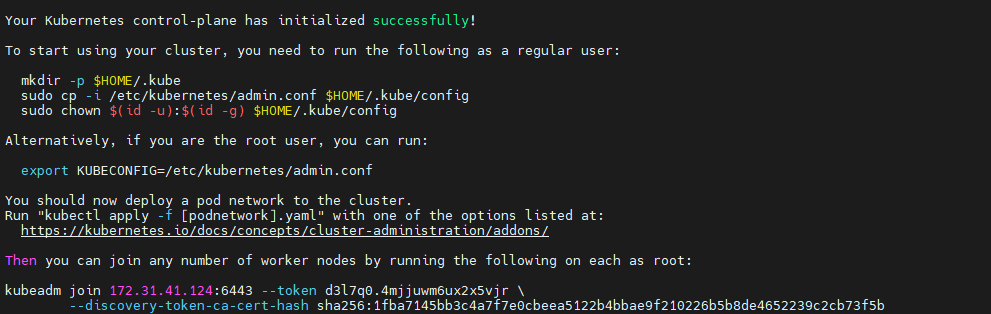 Your Kubernetes control-plane has initialized successfully!
To start using your cluster, you need to run the following as a regular user:
mkdir -p $HOME/.kube
sudo cp -i /etc/kubernetes/admin.conf $HOME/.kube/config
sudo chown $(id -u):$(id -g) $HOME/.kube/config
Alternatively, if you are the root user, you can run:
export KUBECONFIG=/etc/kubernetes/admin.conf
You should now deploy a pod network to the cluster.
Run "kubectl apply -f [podnetwork].yaml" with one of the options listed at:
https://kubernetes.io/docs/concepts/cluster-administration/addons/
Then you can join any number of worker nodes by running the following on each as root:
kubeadm join 172.31.41.124:6443 --token d3l7q0.4mjjuwm6ux2x5vjr \
--discovery-token-ca-cert-hash sha256:1fba7145bb3c4a7f7e0cbeea5122b4bbae9f210226b5b8de4652239c2cb73f5b